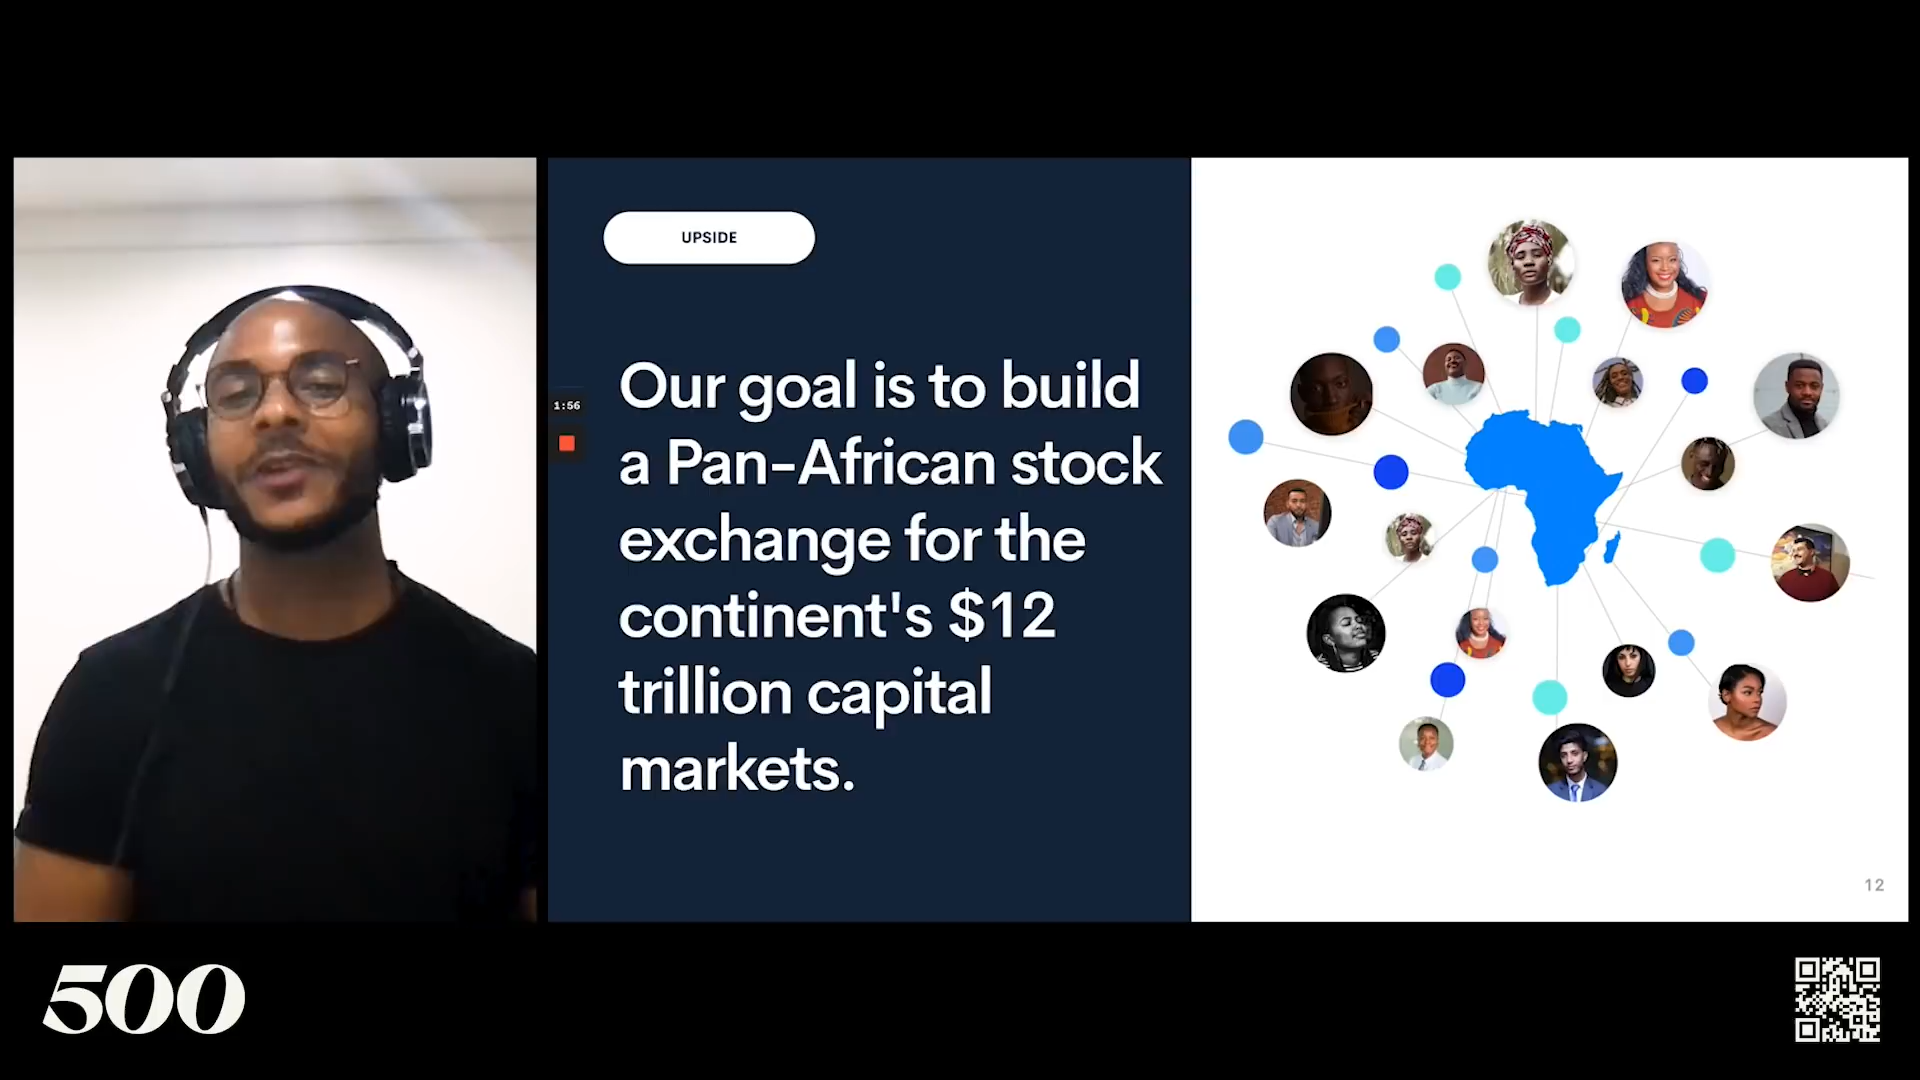 UPSIDE
1:56
Our goal is to build
a Pan-African stock
exchange for the
continent's $12
trillion capital
markets.
12
500